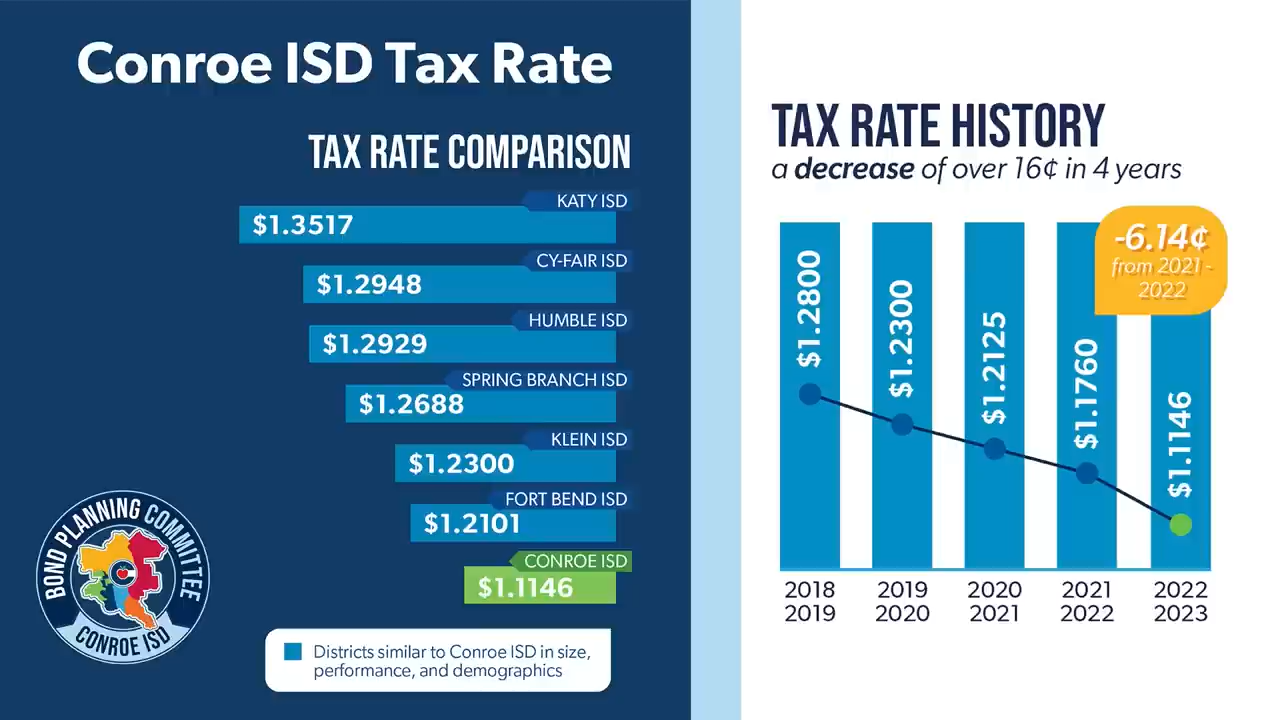 Conroe ISD Tax Rate
TAX RATE COMPARISON
KATY ISD
$1.3517
CY-FAIR ISD
$1.2948
HUMBLE ISD
$1.2929
SPRING BRANCH ISD
$1.2688
KLEIN ISD
$1.2300
FORT BEND ISD
$1.2101
CONROE ISD
$1.1146
Districts similar to Conroe ISD in size,
performance, and demographics
BOND PLANNING COMMITTEE
CONROE ISD
TAX RATE HISTORY
a decrease of over 16¢ in 4 years
-6.14¢
from 2021 -
2022
$1.2800
$1.2300
$1.2125
$1.1760
$1.1146
2018 2019 2020 2021 2022
2019 2020 2021 2022 2023